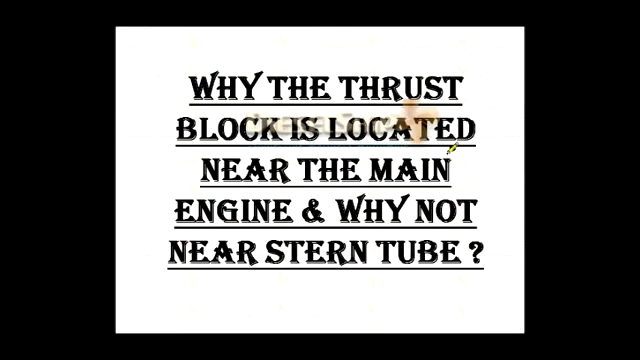 WHY THE THRUST
BLOCK IS LOCATED
NEAR THE MAIN
ENGINE & WHY NOT
NEAR STERN TUBE ?